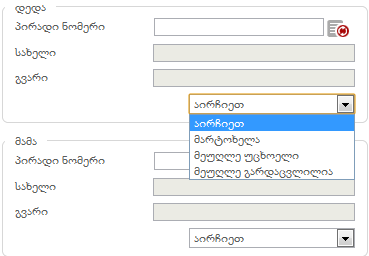 დედა
პირადი ნომერი
სახელი
გვარი
აირჩიეთ
აირჩიეთ
მარტოხელა
მეუღლე უცხოელი
მეუღლე გარდაცვლილია
მამა
პირადი ნომერი
სახელი
გვარი
აირჩიეთ